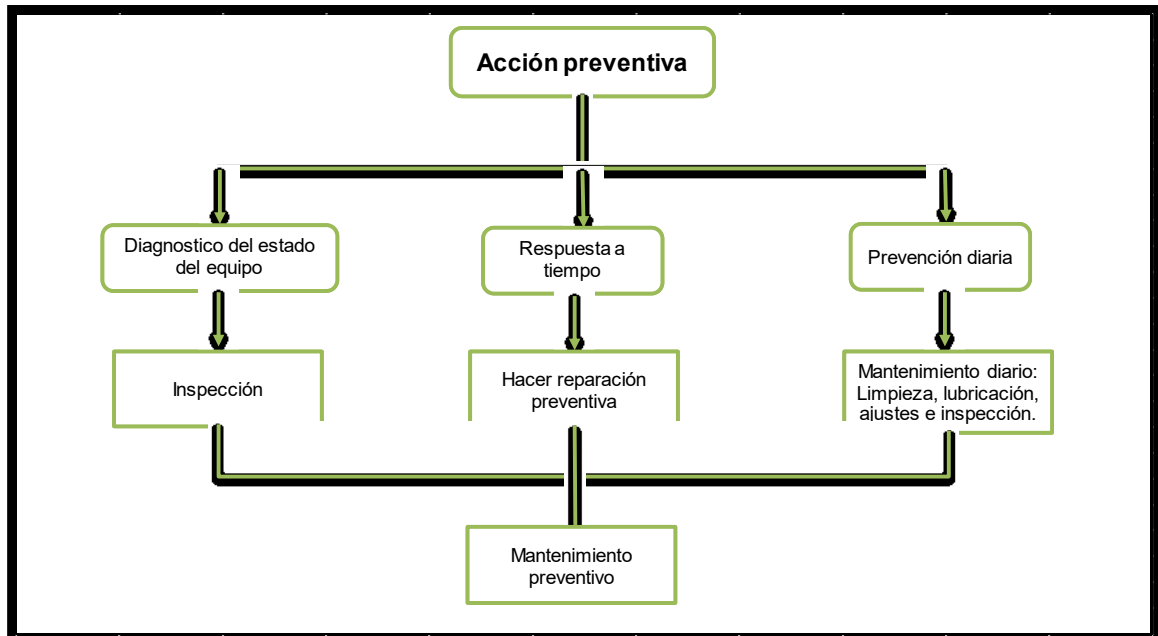 Acción preventiva
Diagnostico del estado
del equipo
Respuesta a
tiempo
Prevención diaria
Inspección
Hacer reparación
preventiva
Mantenimiento diario:
Limpieza, lubricación,
ajustes e inspección.
Mantenimiento
preventivo